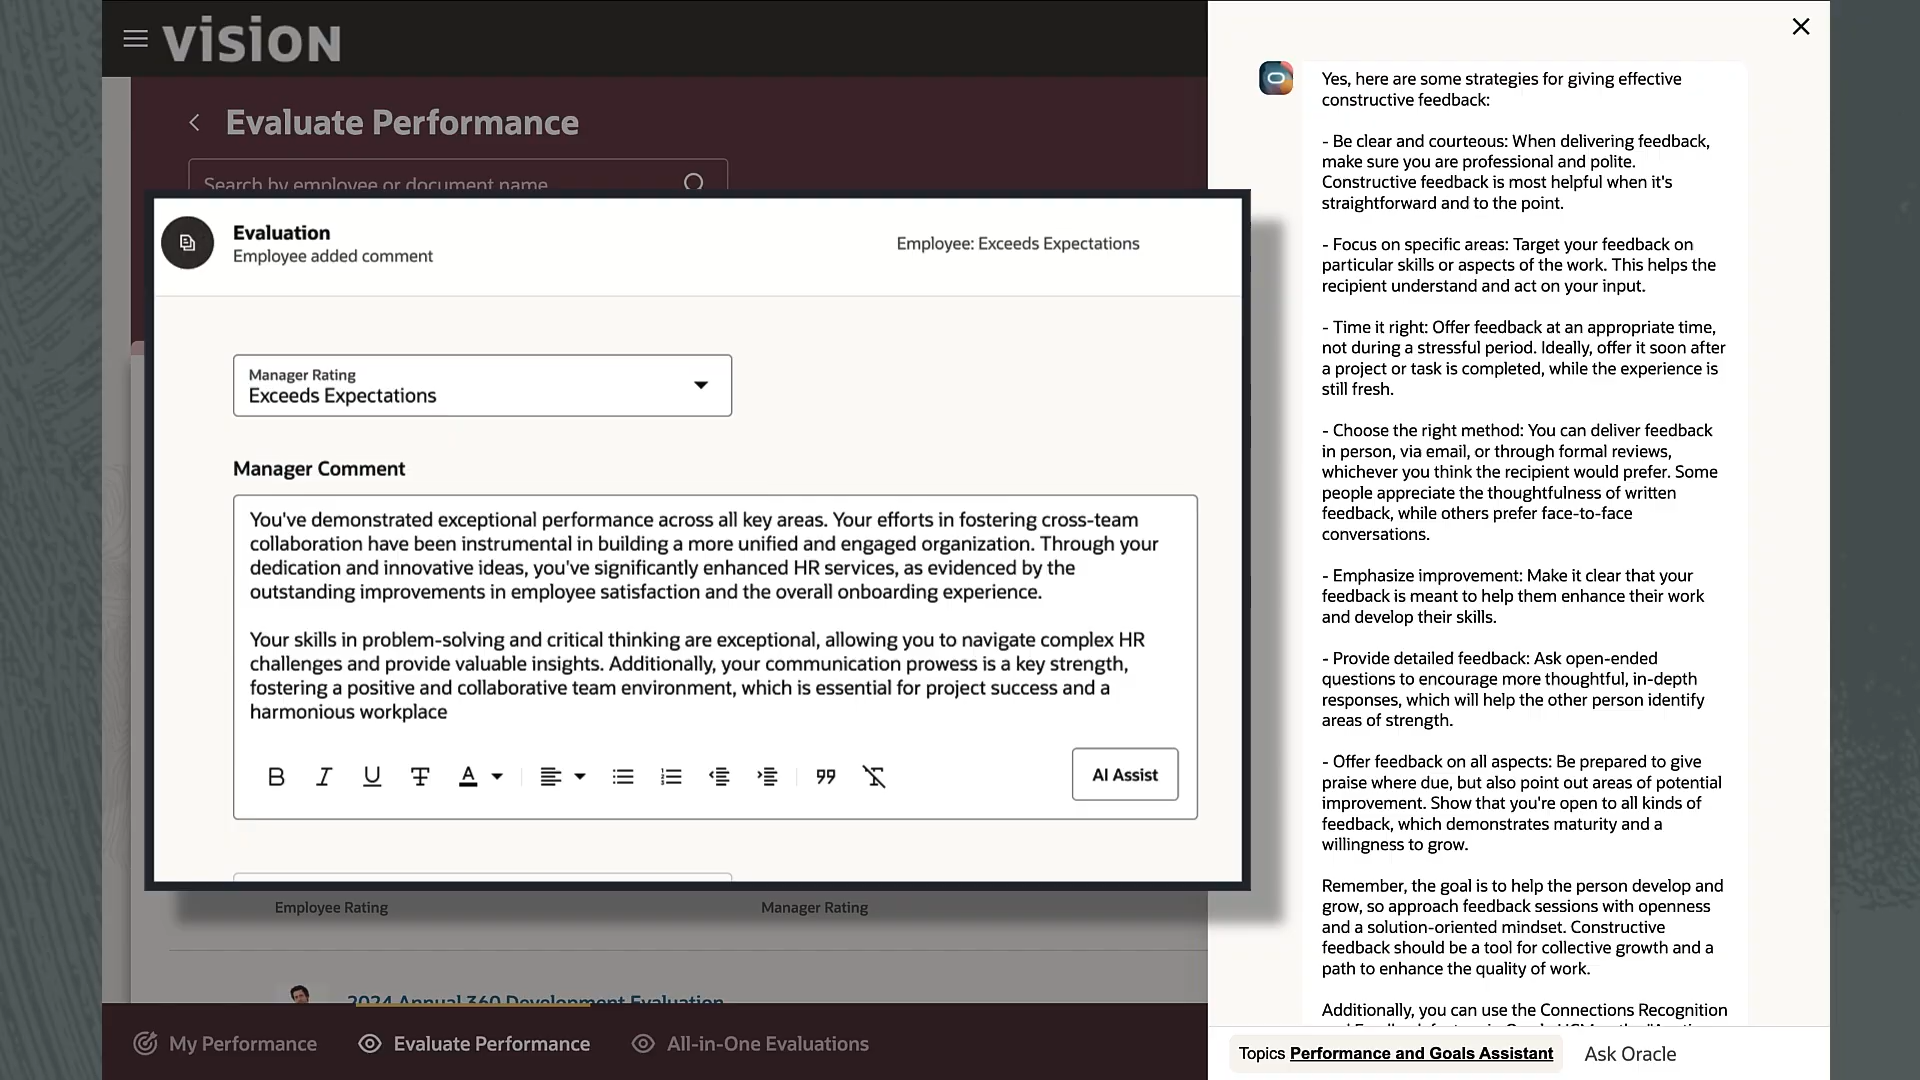 vision
Evaluate Performance
Search by employee or document name
Evaluation
Employee added comment
Employee: Exceeds Expectations
Manager Rating
Exceeds Expectations
Manager Comment
You've demonstrated exceptional performance across all key areas. Your efforts in fostering cross-team
collaboration have been instrumental in building a more unified and engaged organization. Through your
dedication and innovative ideas, you've significantly enhanced HR services, as evidenced by the
outstanding improvements in employee satisfaction and the overall onboarding experience.
Your skills in problem-solving and critical thinking are exceptional, allowing you to navigate complex HR
challenges and provide valuable insights. Additionally, your communication prowess is a key strength,
fostering a positive and collaborative team environment, which is essential for project success and a
harmonious workplace
AI Assist
Employee Rating
Manager Rating
2024 Annual 360 Development Evaluation
My Performance
Evaluate Performance
All-in-One Evaluations
Yes, here are some strategies for giving effective
constructive feedback:
- Be clear and courteous: When delivering feedback,
make sure you are professional and polite.
Constructive feedback is most helpful when it's
straightforward and to the point.
- Focus on specific areas: Target your feedback on
particular skills or aspects of the work. This helps the
recipient understand and act on your input.
- Time it right: Offer feedback at an appropriate time,
not during a stressful period. Ideally, offer it soon after
a project or task is completed, while the experience is
still fresh.
- Choose the right method: You can deliver feedback
in person, via email, or through formal reviews,
whichever you think the recipient would prefer. Some
people appreciate the thoughtfulness of written
feedback, while others prefer face-to-face
conversations.
- Emphasize improvement: Make it clear that your
feedback is meant to help them enhance their work
and develop their skills.
- Provide detailed feedback: Ask open-ended
questions to encourage more thoughtful, in-depth
responses, which will help the other person identify
areas of strength.
- Offer feedback on all aspects: Be prepared to give
praise where due, but also point out areas of potential
improvement. Show that you're open to all kinds of
feedback, which demonstrates maturity and a
willingness to grow.
Remember, the goal is to help the person develop and
grow, so approach feedback sessions with openness
and a solution-oriented mindset. Constructive
feedback should be a tool for collective growth and a
path to enhance the quality of work.
Additionally, you can use the Connections Recognition
Topics Performance and Goals Assistant
Ask Oracle